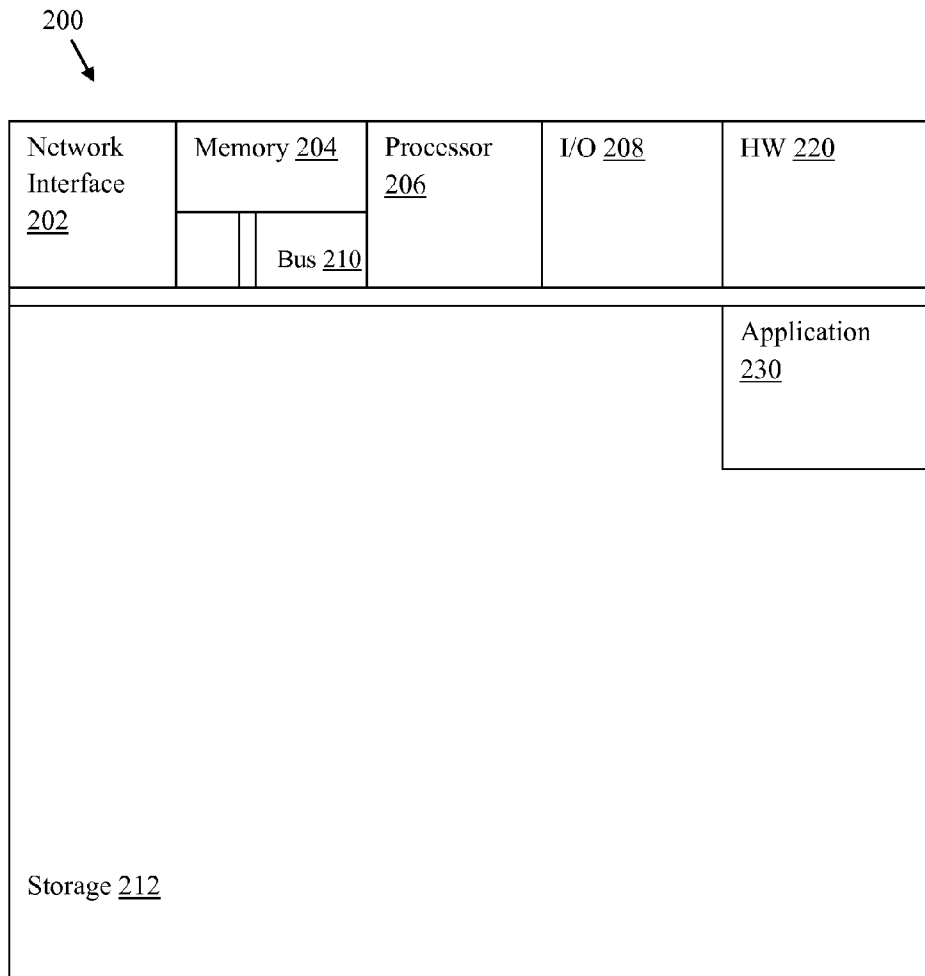 200
Network
Interface
202
Memory 204
Bus 210
Processor
206
I/O 208
HW 220
Application
230
Storage 212